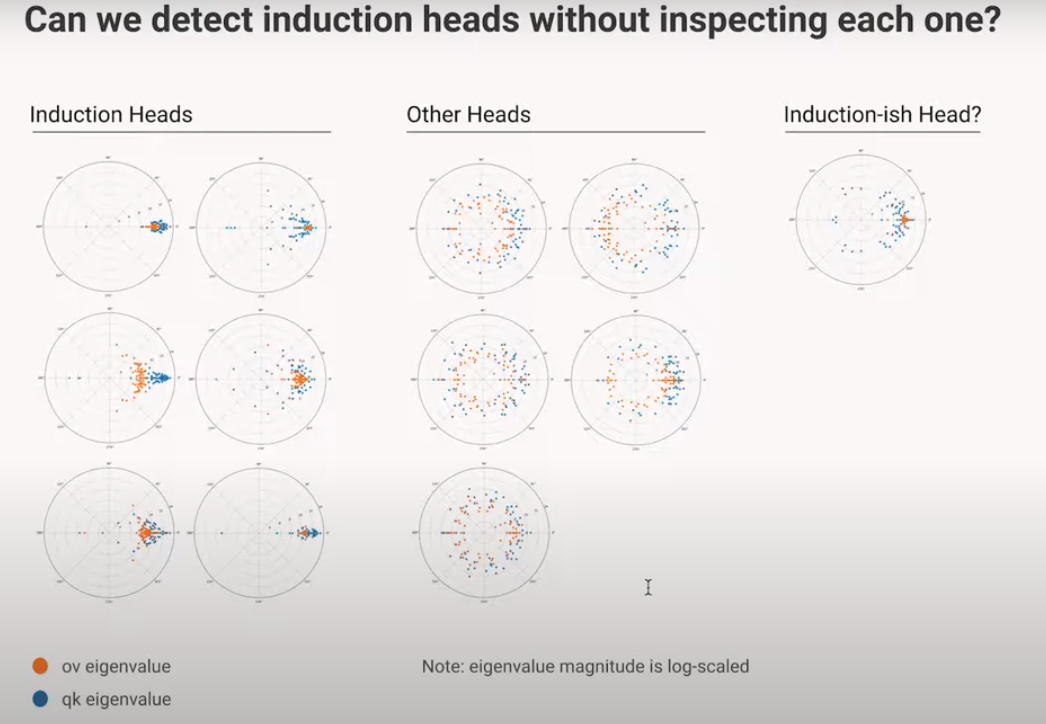 Can we detect induction heads without inspecting each one?
Induction Heads
Other Heads
Induction-ish Head?
ov eigenvalue
qk eigenvalue
Note: eigenvalue magnitude is log-scaled